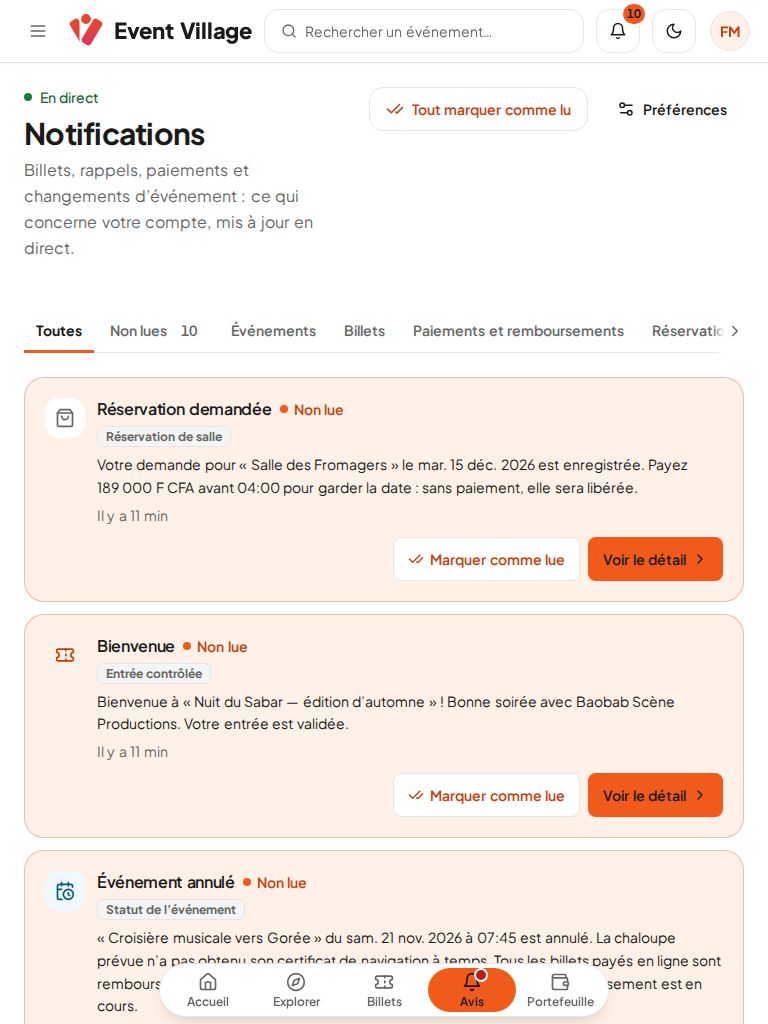 Event Village
Rechercher un événement…
10
FM
En direct
Notifications
Billets, rappels, paiements et
changements d’événement : ce qui
concerne votre compte, mis à jour en
direct.
Tout marquer comme lu
Préférences
Toutes
Non lues 10
Événements
Billets
Paiements et remboursements
Réservatio
Réservation demandée
Non lue
Réservation de salle
Votre demande pour « Salle des Fromagers » le mar. 15 déc. 2026 est enregistrée. Payez
189 000 F CFA avant 04:00 pour garder la date : sans paiement, elle sera libérée.
Il y a 11 min
Marquer comme lue
Voir le détail
Bienvenue
Non lue
Entrée contrôlée
Bienvenue à « Nuit du Sabar — édition d’automne » ! Bonne soirée avec Baobab Scène
Productions. Votre entrée est validée.
Il y a 11 min
Marquer comme lue
Voir le détail
Événement annulé
Non lue
Statut de l’événement
« Croisière musicale vers Gorée » du sam. 21 nov. 2026 à 07:45 est annulé. La chaloupe
prévue n’a pas obtenu son certificat de navigation à temps. Tous les billets payés en ligne sont
rembours
sement est en
cours.
Accueil
Explorer
Billets
Avis
Portefeuille